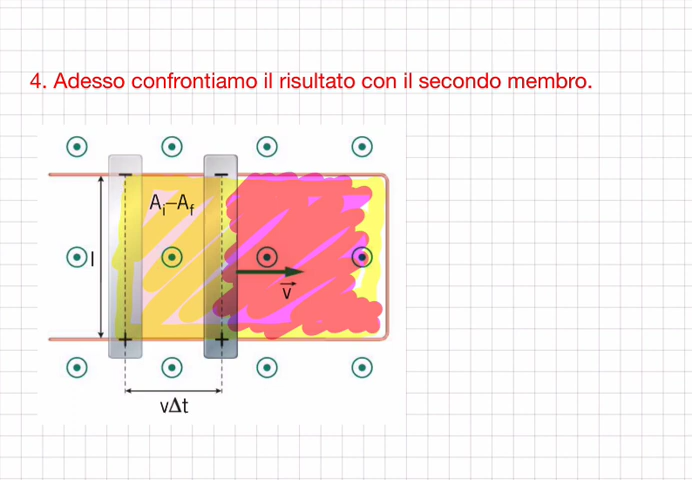 4. Adesso confrontiamo il risultato con il secondo membro.
Ai–Af
l
v
vΔt